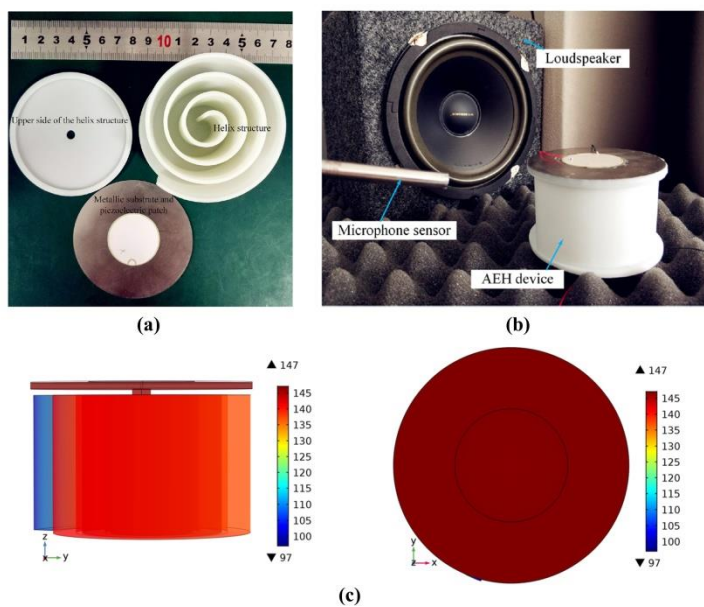 1 2 3 4 5 6 7 8 9 10 1 2 3 4 5 6 7 8
Upper side of the helix structure
Helix structure
Metallic substrate and
piezoelectric patch
(a)
Loudspeaker
Microphone sensor
AEH device
(b)
▲ 147
145
140
135
130
125
120
115
110
105
100
▼ 97
z
x y
▲ 147
145
140
135
130
125
120
115
110
105
100
▼ 97
y
z x
(c)